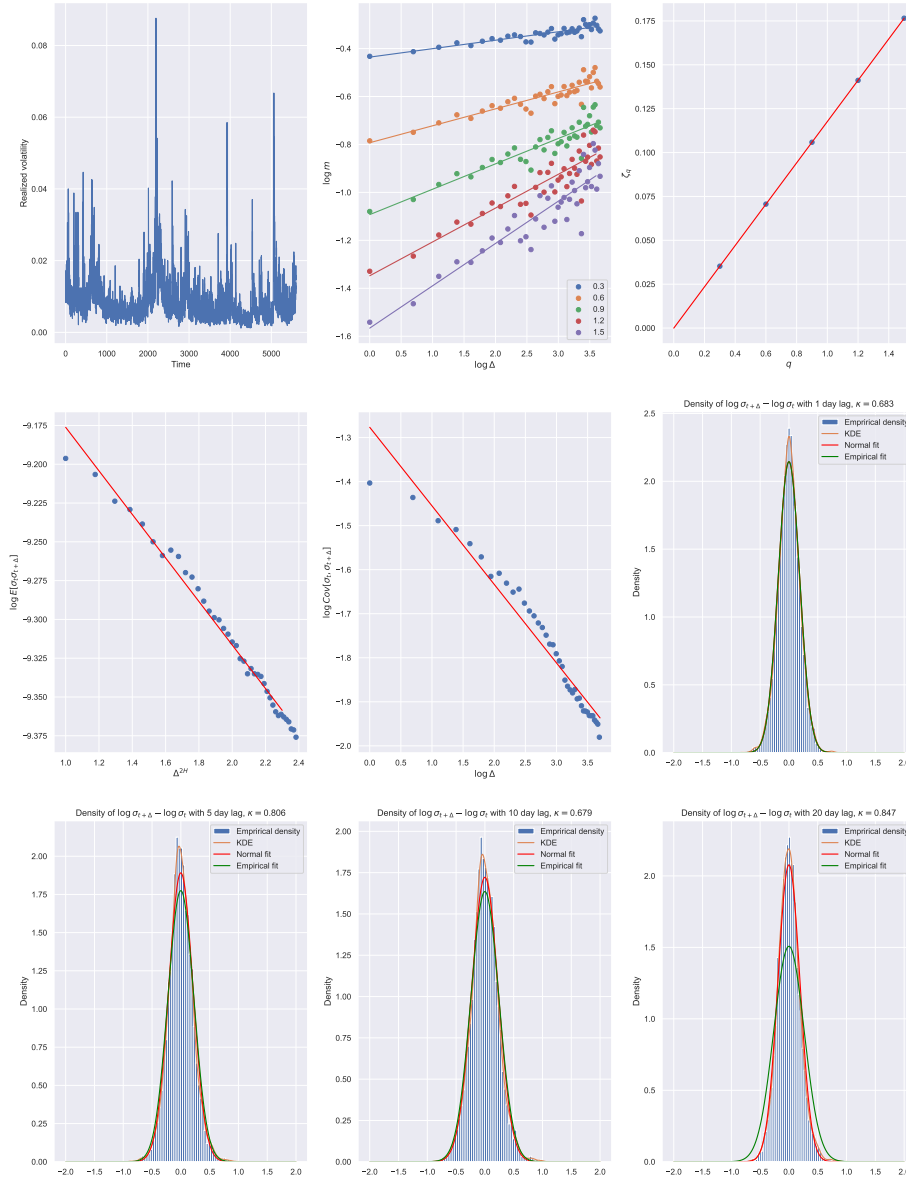 0.08
0.06
0.04
0.02
0.00
Realized volatility
0 1000 2000 3000 4000 5000
Time
−0.4
−0.6
−0.8
−1.0
−1.2
−1.4
−1.6
log m
0.3
0.6
0.9
1.2
1.5
0.0 0.5 1.0 1.5 2.0 2.5 3.0 3.5
log Δ
0.175
0.150
0.125
0.100
0.075
0.050
0.025
0.000
ζq
0.0 0.2 0.4 0.6 0.8 1.0 1.2 1.4
q
−9.175
−9.200
−9.225
−9.250
−9.275
−9.300
−9.325
−9.350
−9.375
log E[σtσt+Δ]
1.0 1.2 1.4 1.6 1.8 2.0 2.2 2.4
Δ2H
−1.3
−1.4
−1.5
−1.6
−1.7
−1.8
−1.9
−2.0
log Cov[σt, σt+Δ]
0.0 0.5 1.0 1.5 2.0 2.5 3.0 3.5
log Δ
Density of log σt+Δ − log σt with 1 day lag, κ = 0.683
Emprirical density
KDE
Normal fit
Empirical fit
2.5
2.0
1.5
1.0
0.5
0.0
Density
−2.0 −1.5 −1.0 −0.5 0.0 0.5 1.0 1.5 2.0
Density of log σt+Δ − log σt with 5 day lag, κ = 0.806
Emprirical density
KDE
Normal fit
Empirical fit
2.00
1.75
1.50
1.25
1.00
0.75
0.50
0.25
0.00
Density
−2.0 −1.5 −1.0 −0.5 0.0 0.5 1.0 1.5 2.0
Density of log σt+Δ − log σt with 10 day lag, κ = 0.679
Emprirical density
KDE
Normal fit
Empirical fit
2.00
1.75
1.50
1.25
1.00
0.75
0.50
0.25
0.00
Density
−2.0 −1.5 −1.0 −0.5 0.0 0.5 1.0 1.5 2.0
Density of log σt+Δ − log σt with 20 day lag, κ = 0.847
Emprirical density
KDE
Normal fit
Empirical fit
2.0
1.5
1.0
0.5
0.0
Density
−2.0 −1.5 −1.0 −0.5 0.0 0.5 1.0 1.5 2.0